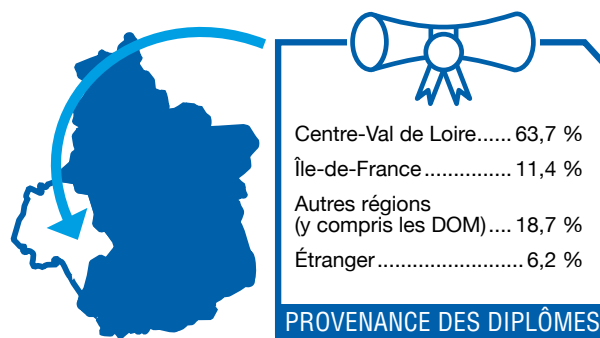 Centre-Val de Loire...... 63,7 %
Île-de-France ............... 11,4 %
Autres régions
(y compris les DOM).... 18,7 %
Étranger......................... 6,2 %
PROVENANCE DES DIPLÔMES